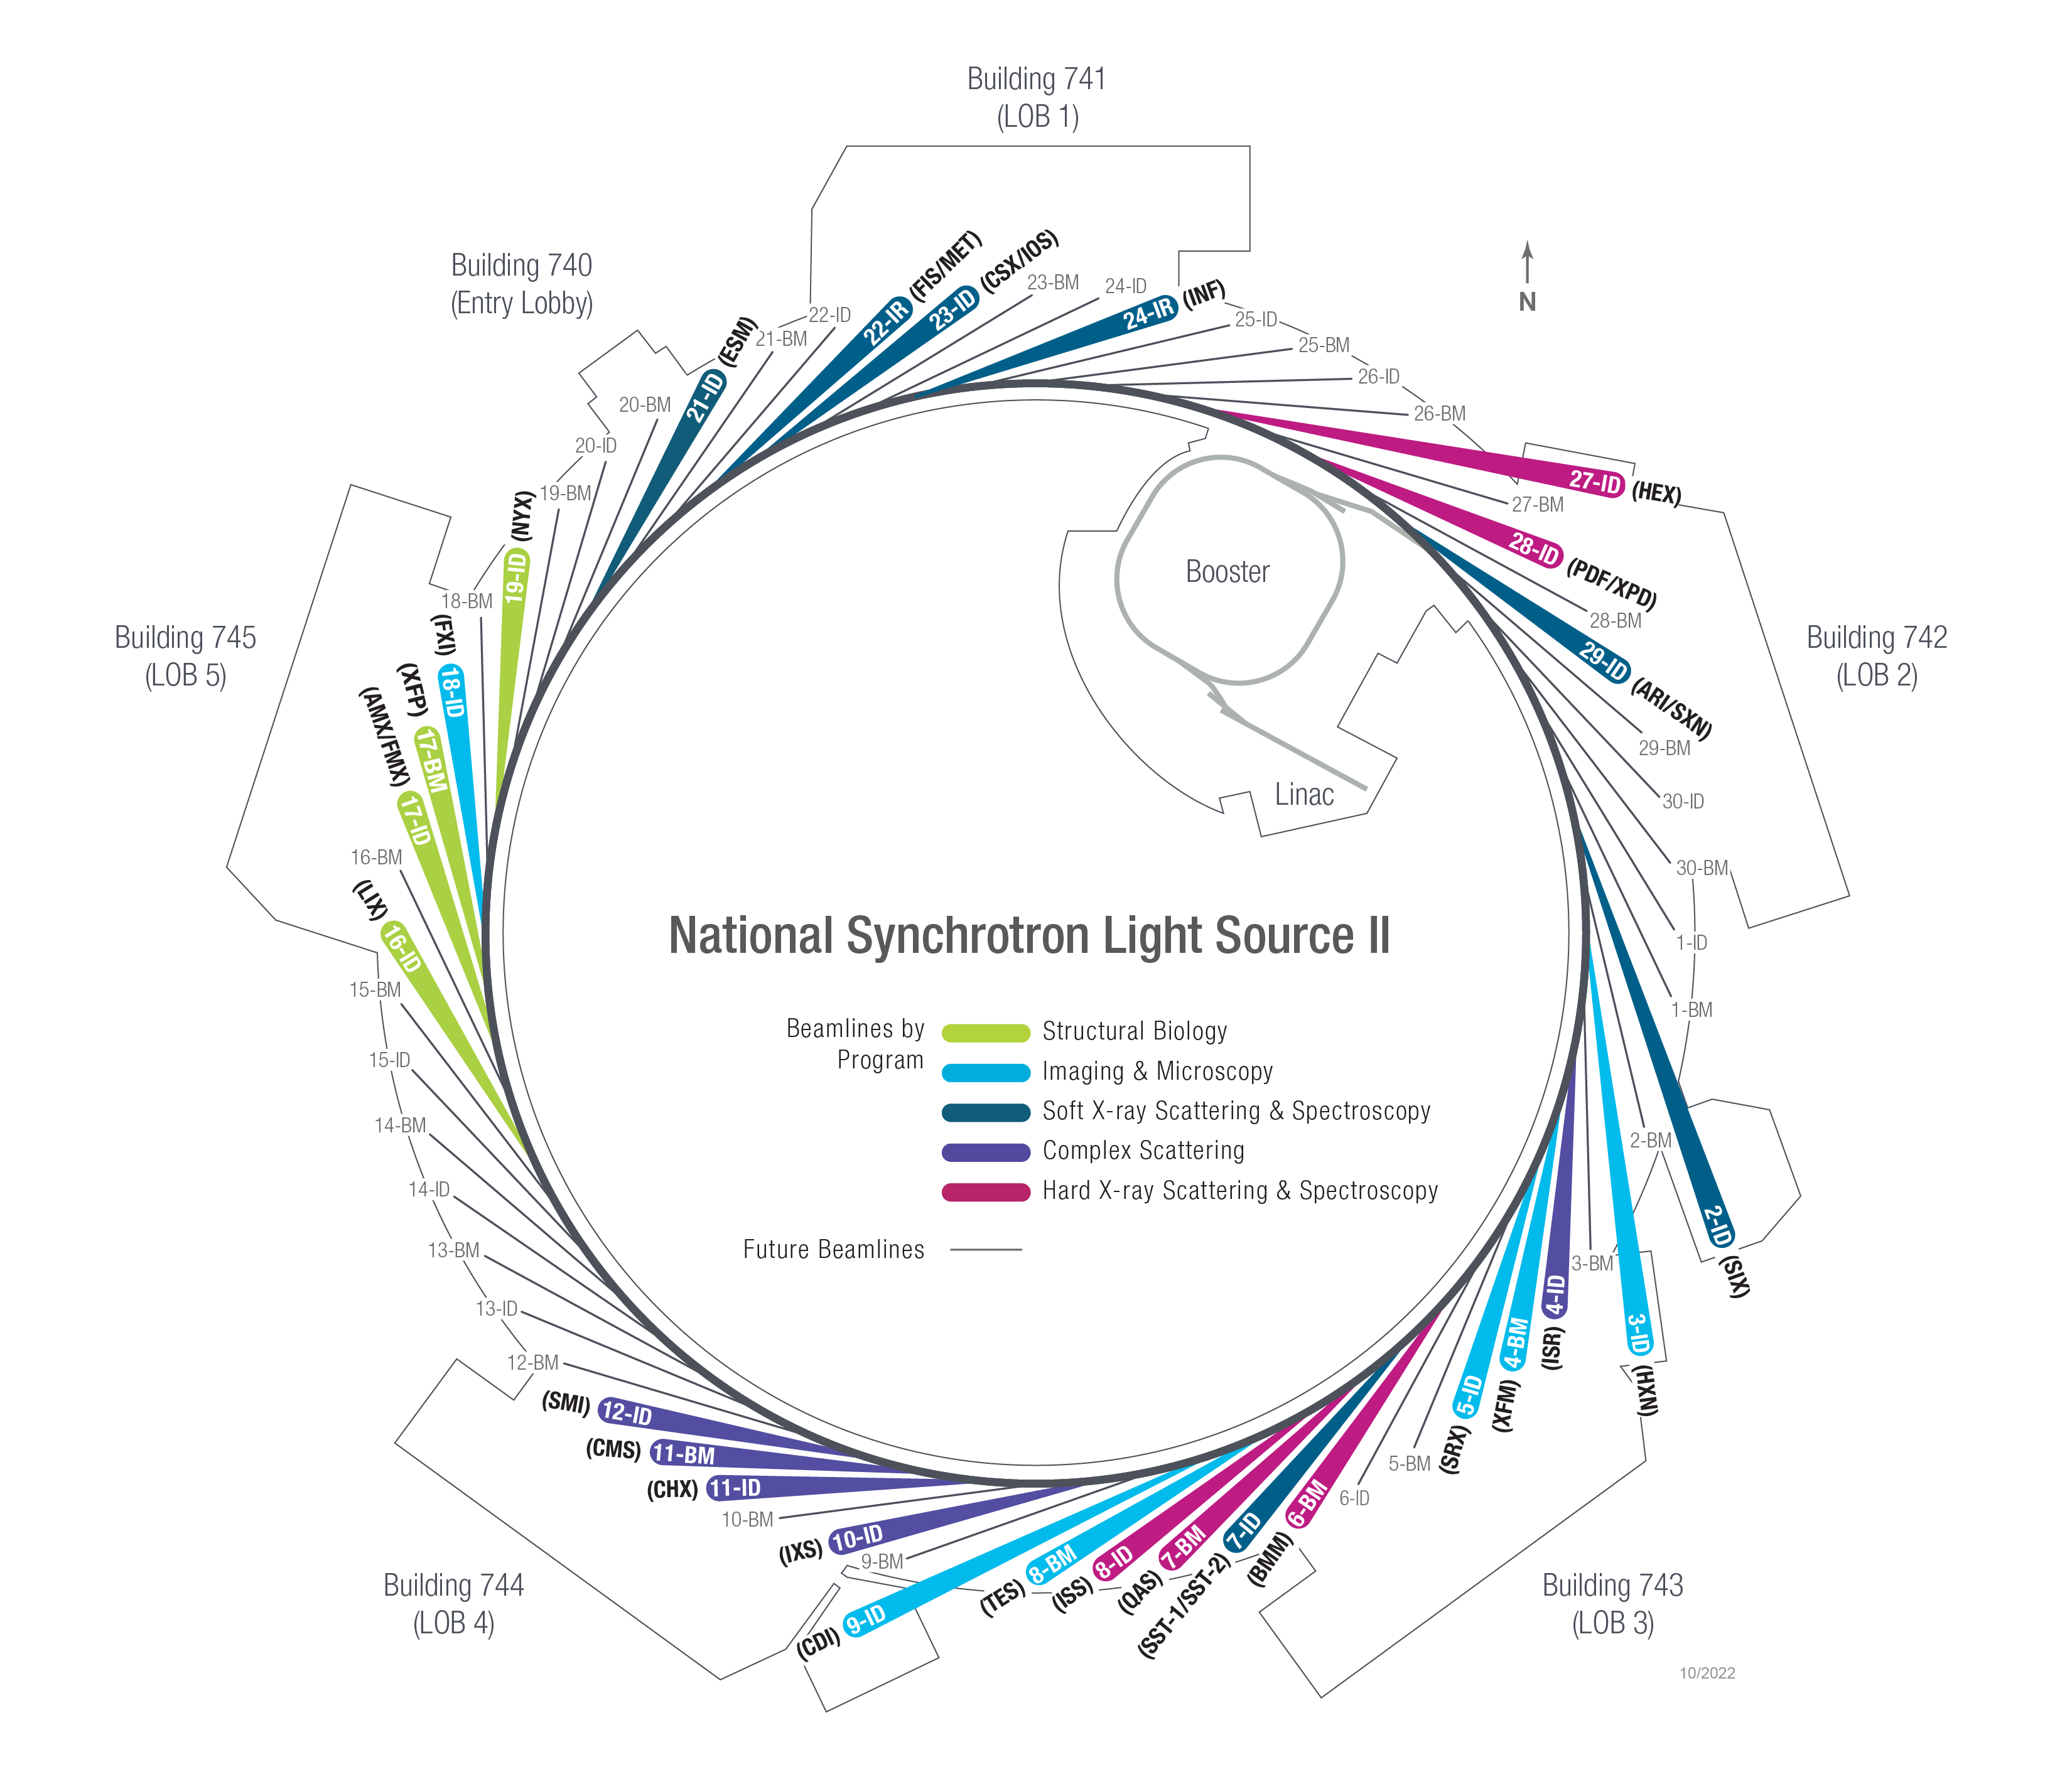 Building 741
(LOB 1)
Building 740
(Entry Lobby)
Building 745
(LOB 5)
Building 742
(LOB 2)
Building 744
(LOB 4)
Building 743
(LOB 3)
N
Booster
Linac
National Synchrotron Light Source II
Beamlines by
Program
Structural Biology
Imaging & Microscopy
Soft X-ray Scattering & Spectroscopy
Complex Scattering
Hard X-ray Scattering & Spectroscopy
Future Beamlines
22-IR (FIS/MET)
23-ID (CSX/IOS)
23-BM
24-ID
24-IR (INF)
25-ID
25-BM
26-ID
26-BM
27-ID (HEX)
27-BM
28-ID (PDF/XPD)
28-BM
29-ID (ARI/SXN)
29-BM
30-ID
30-BM
1-ID
1-BM
2-ID (SIX)
2-BM
3-ID (HXN)
3-BM
4-ID (ISR)
4-BM (XFM)
5-ID (SRX)
5-BM
6-ID
6-BM (BMM)
7-ID (SST-1/SST-2)
7-BM (QAS)
8-ID (ISS)
8-BM (TES)
9-ID (CDI)
9-BM
10-ID (IXS)
10-BM
11-ID (CHX)
11-BM (CMS)
12-ID (SMI)
12-BM
13-ID
13-BM
14-ID
14-BM
15-ID
15-BM
16-ID (LIX)
16-BM
17-ID (AMX/FMX)
17-BM (XFP)
18-ID (FXI)
18-BM
19-ID (NYX)
19-BM
20-ID
20-BM
21-ID (ESM)
21-BM
22-ID
10/2022